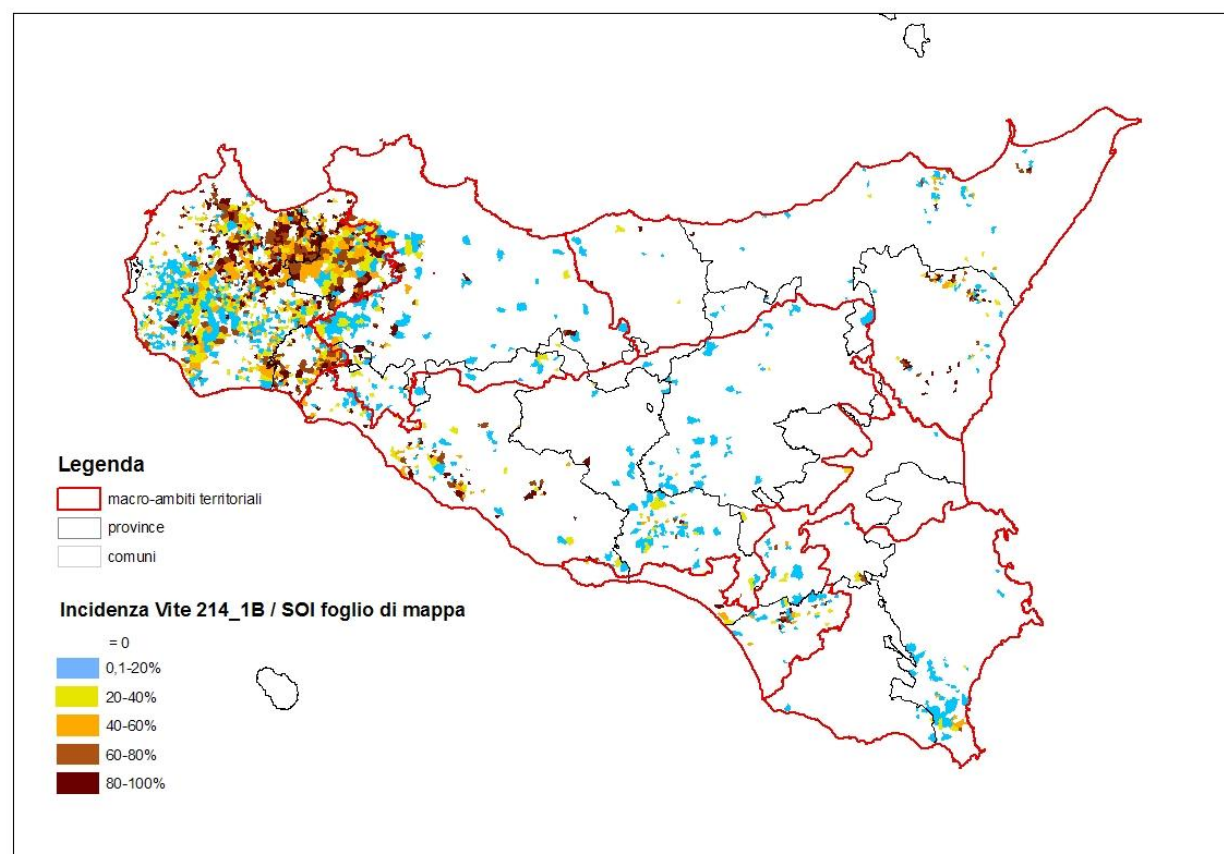 Legenda
macro-ambiti territoriali
province
comuni
Incidenza Vite 214_1B / SOI foglio di mappa
= 0
0,1-20%
20-40%
40-60%
60-80%
80-100%